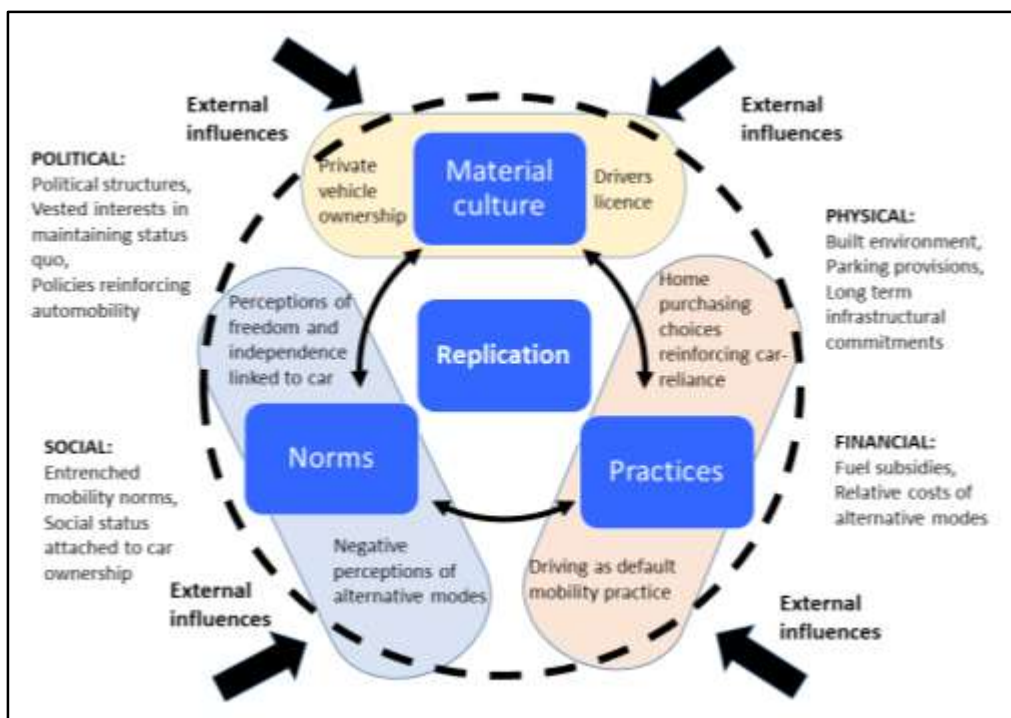 External
influences
External
influences
POLITICAL:
Political structures,
Vested interests in
maintaining status
quo,
Policies reinforcing
automobility
Private
vehicle
ownership
Material
culture
Drivers
licence
PHYSICAL:
Built environment,
Parking provisions,
Long term
infrastructural
commitments
Perceptions of
freedom and
independence
linked to car
Replication
Home
purchasing
choices
reinforcing car-
reliance
SOCIAL:
Entrenched
mobility norms,
Social status
attached to car
ownership
Norms
Practices
FINANCIAL:
Fuel subsidies,
Relative costs of
alternative modes
Negative
perceptions of
alternative modes
Driving as default
mobility practice
External
influences
External
influences